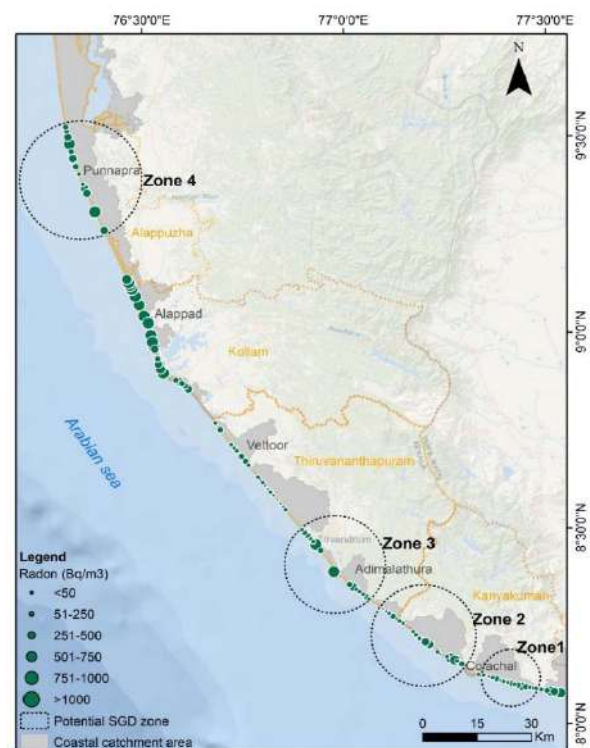 76°30'0"E 77°0'0"E 77°30'0"E
N
9°30'0"N
Punnapra
Zone 4
Alappuzha
Alappad
9°0'0"N
Kollam
Arabian sea
Vettoor
Thiruvananthapuram
8°30'0"N
Zone 3
Trivandrum
Adimalathura
Kanyakumari
Zone 2
Zone1
Colachal
Legend
Radon (Bq/m3)
<50
51-250
251-500
501-750
751-1000
>1000
Potential SGD zone
Coastal catchment area
0 15 30
Km
8°0'0"N